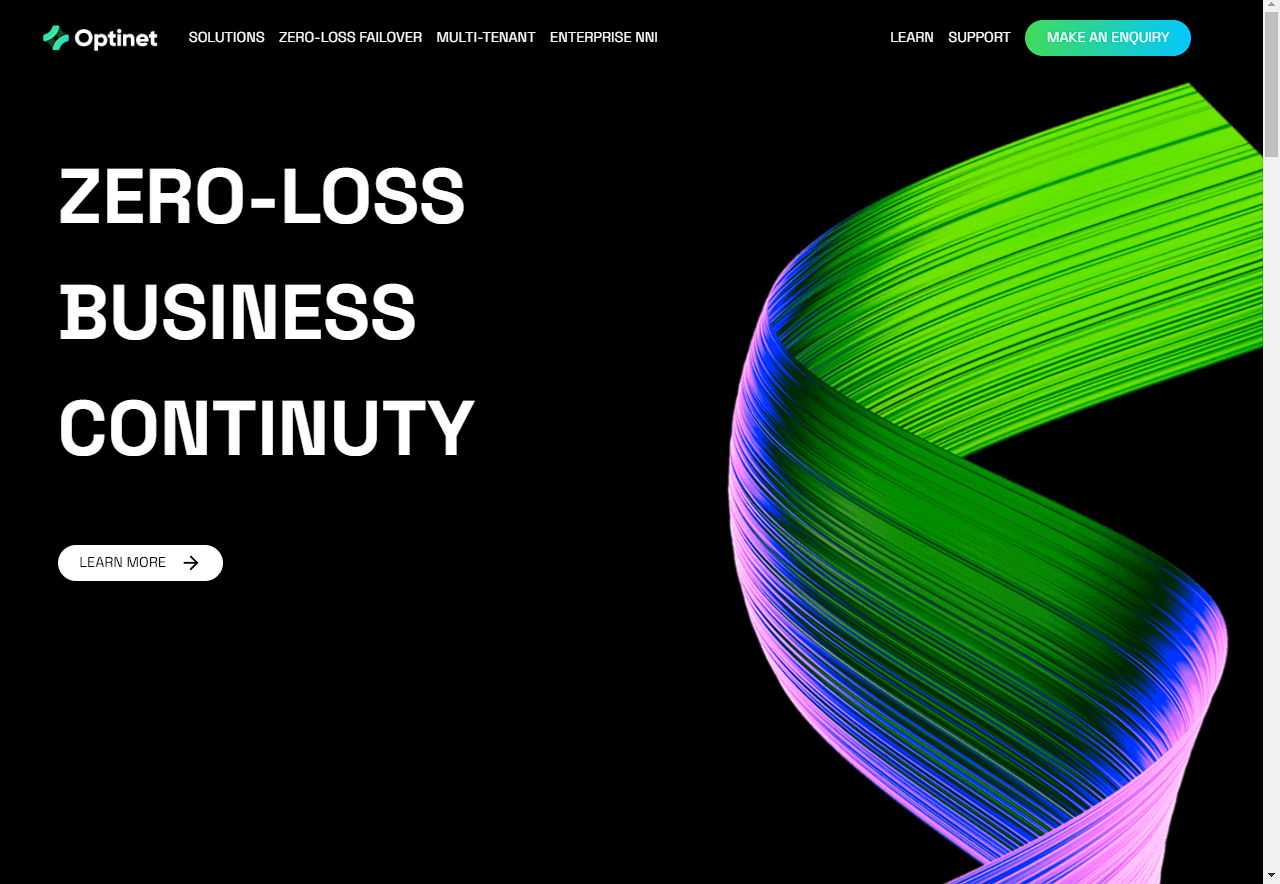 Optinet
SOLUTIONS ZERO-LOSS FAILOVER MULTI-TENANT ENTERPRISE NNI
LEARN SUPPORT MAKE AN ENQUIRY
ZERO-LOSS
BUSINESS
CONTINUTY
LEARN MORE